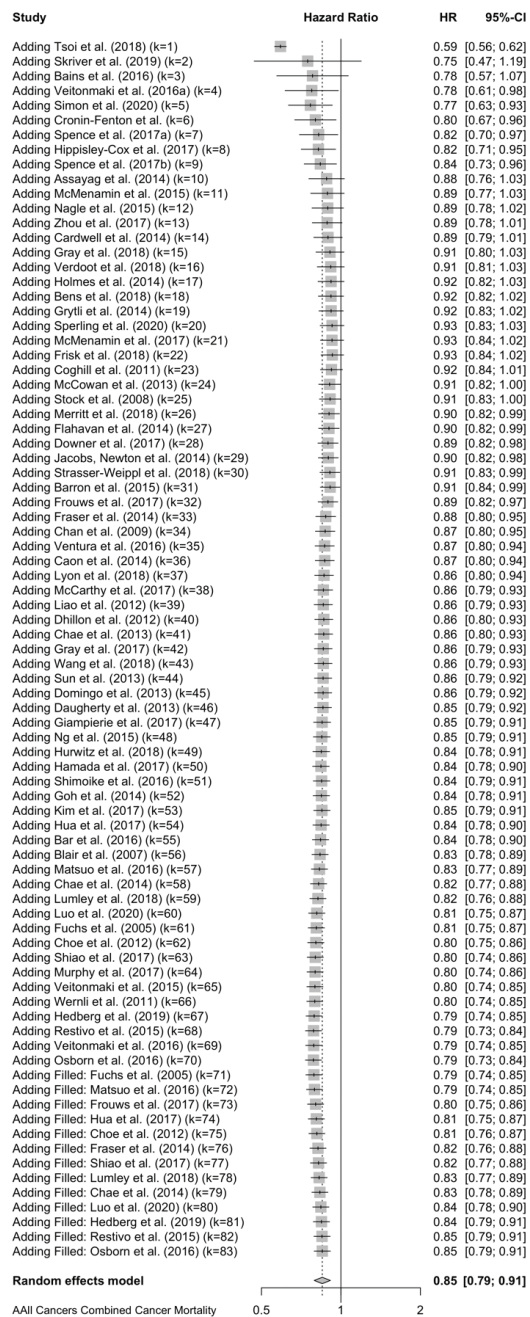 Study Hazard Ratio HR 95%-CI
Adding Tsoi et al. (2018) (k=1) 0.59 [0.56; 0.62]
Adding Skriver et al. (2019) (k=2) 0.75 [0.47; 1.19]
Adding Bains et al. (2016) (k=3) 0.78 [0.57; 1.07]
Adding Veitonmaki et al. (2016a) (k=4) 0.78 [0.61; 0.98]
Adding Simon et al. (2020) (k=5) 0.77 [0.63; 0.93]
Adding Cronin-Fenton et al. (k=6) 0.80 [0.67; 0.96]
Adding Spence et al. (2017a) (k=7) 0.82 [0.70; 0.97]
Adding Hippisley-Cox et al. (2017) (k=8) 0.82 [0.71; 0.95]
Adding Spence et al. (2017b) (k=9) 0.84 [0.73; 0.96]
Adding Assayag et al. (2014) (k=10) 0.88 [0.76; 1.03]
Adding McMenamin et al. (2015) (k=11) 0.89 [0.77; 1.03]
Adding Nagle et al. (2015) (k=12) 0.89 [0.78; 1.02]
Adding Zhou et al. (2017) (k=13) 0.89 [0.78; 1.01]
Adding Cardwell et al. (2014) (k=14) 0.89 [0.79; 1.01]
Adding Gray et al. (2018) (k=15) 0.91 [0.80; 1.03]
Adding Verdoot et al. (2018) (k=16) 0.91 [0.81; 1.03]
Adding Holmes et al. (2014) (k=17) 0.92 [0.82; 1.03]
Adding Bens et al. (2018) (k=18) 0.92 [0.82; 1.02]
Adding Grytli et al. (2014) (k=19) 0.92 [0.83; 1.02]
Adding Sperling et al. (2020) (k=20) 0.93 [0.83; 1.03]
Adding McMenamin et al. (2017) (k=21) 0.93 [0.84; 1.02]
Adding Frisk et al. (2018) (k=22) 0.93 [0.84; 1.02]
Adding Coghill et al. (2011) (k=23) 0.92 [0.84; 1.01]
Adding McCowan et al. (2013) (k=24) 0.91 [0.82; 1.00]
Adding Stock et al. (2008) (k=25) 0.91 [0.83; 1.00]
Adding Merritt et al. (2018) (k=26) 0.90 [0.82; 0.99]
Adding Flahavan et al. (2014) (k=27) 0.90 [0.82; 0.99]
Adding Downer et al. (2017) (k=28) 0.89 [0.82; 0.98]
Adding Jacobs, Newton et al. (2014) (k=29) 0.90 [0.82; 0.98]
Adding Strasser-Weippl et al. (2018) (k=30) 0.91 [0.83; 0.99]
Adding Barron et al. (2015) (k=31) 0.91 [0.84; 0.99]
Adding Frouws et al. (2017) (k=32) 0.89 [0.82; 0.97]
Adding Fraser et al. (2014) (k=33) 0.88 [0.80; 0.95]
Adding Chan et al. (2009) (k=34) 0.87 [0.80; 0.95]
Adding Ventura et al. (2016) (k=35) 0.87 [0.80; 0.94]
Adding Caon et al. (2014) (k=36) 0.87 [0.80; 0.94]
Adding Lyon et al. (2018) (k=37) 0.86 [0.80; 0.94]
Adding McCarthy et al. (2017) (k=38) 0.86 [0.79; 0.93]
Adding Liao et al. (2012) (k=39) 0.86 [0.79; 0.93]
Adding Dhillon et al. (2012) (k=40) 0.86 [0.80; 0.93]
Adding Chae et al. (2013) (k=41) 0.86 [0.80; 0.93]
Adding Gray et al. (2017) (k=42) 0.86 [0.79; 0.93]
Adding Wang et al. (2018) (k=43) 0.86 [0.79; 0.93]
Adding Sun et al. (2013) (k=44) 0.86 [0.79; 0.92]
Adding Domingo et al. (2013) (k=45) 0.86 [0.79; 0.92]
Adding Daugherty et al. (2013) (k=46) 0.85 [0.79; 0.92]
Adding Giampierie et al. (2017) (k=47) 0.85 [0.79; 0.91]
Adding Ng et al. (2015) (k=48) 0.85 [0.79; 0.91]
Adding Hurwitz et al. (2018) (k=49) 0.84 [0.78; 0.91]
Adding Hamada et al. (2017) (k=50) 0.84 [0.78; 0.90]
Adding Shimoike et al. (2016) (k=51) 0.84 [0.79; 0.91]
Adding Goh et al. (2014) (k=52) 0.84 [0.78; 0.91]
Adding Kim et al. (2017) (k=53) 0.85 [0.79; 0.91]
Adding Hua et al. (2017) (k=54) 0.84 [0.78; 0.90]
Adding Bar et al. (2016) (k=55) 0.84 [0.78; 0.90]
Adding Blair et al. (2007) (k=56) 0.83 [0.78; 0.89]
Adding Matsuo et al. (2016) (k=57) 0.83 [0.77; 0.89]
Adding Chae et al. (2014) (k=58) 0.82 [0.77; 0.88]
Adding Lumley et al. (2018) (k=59) 0.82 [0.76; 0.88]
Adding Luo et al. (2020) (k=60) 0.81 [0.75; 0.87]
Adding Fuchs et al. (2005) (k=61) 0.81 [0.75; 0.87]
Adding Choe et al. (2012) (k=62) 0.80 [0.75; 0.86]
Adding Shiao et al. (2017) (k=63) 0.80 [0.74; 0.86]
Adding Murphy et al. (2017) (k=64) 0.80 [0.74; 0.86]
Adding Veitonmaki et al. (2015) (k=65) 0.80 [0.74; 0.85]
Adding Wernli et al. (2011) (k=66) 0.80 [0.74; 0.85]
Adding Hedberg et al. (2019) (k=67) 0.79 [0.74; 0.85]
Adding Restivo et al. (2015) (k=68) 0.79 [0.73; 0.84]
Adding Veitonmaki et al. (2016) (k=69) 0.79 [0.74; 0.85]
Adding Osborn et al. (2016) (k=70) 0.79 [0.73; 0.84]
Adding Filled: Fuchs et al. (2005) (k=71) 0.79 [0.74; 0.85]
Adding Filled: Matsuo et al. (2016) (k=72) 0.79 [0.74; 0.85]
Adding Filled: Frouws et al. (2017) (k=73) 0.80 [0.75; 0.86]
Adding Filled: Hua et al. (2017) (k=74) 0.81 [0.75; 0.87]
Adding Filled: Choe et al. (2012) (k=75) 0.81 [0.76; 0.87]
Adding Filled: Fraser et al. (2014) (k=76) 0.82 [0.76; 0.88]
Adding Filled: Shiao et al. (2017) (k=77) 0.82 [0.77; 0.88]
Adding Filled: Lumley et al. (2018) (k=78) 0.83 [0.77; 0.89]
Adding Filled: Chae et al. (2014) (k=79) 0.83 [0.78; 0.89]
Adding Filled: Luo et al. (2020) (k=80) 0.84 [0.78; 0.90]
Adding Filled: Hedberg et al. (2019) (k=81) 0.84 [0.79; 0.91]
Adding Filled: Restivo et al. (2015) (k=82) 0.85 [0.79; 0.91]
Adding Filled: Osborn et al. (2016) (k=83) 0.85 [0.79; 0.91]
Random effects model 0.85 [0.79; 0.91]
AAll Cancers Combined Cancer Mortality 0.5 1 2